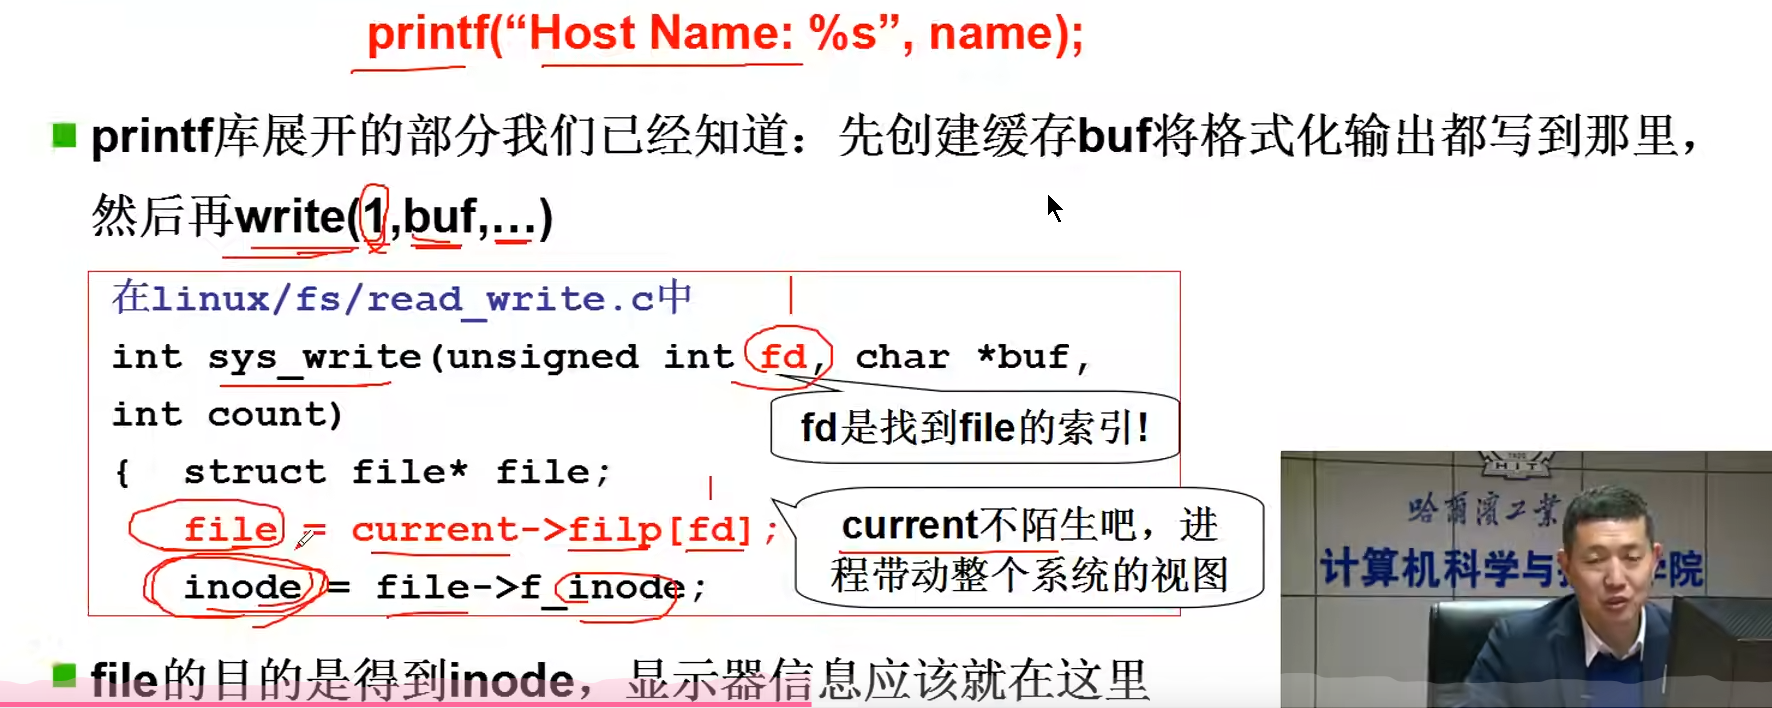 printf(“Host Name: %s”, name);
printf库展开的部分我们已经知道：先创建缓存buf将格式化输出都写到那里，
然后再write(1,buf,…)
在linux/fs/read_write.c中
int sys_write(unsigned int fd, char *buf,
int count)
fd是找到file的索引!
{  struct file* file;
file = current->filp[fd];
current不陌生吧，进
程带动整个系统的视图
inode = file->f_inode;
file的目的是得到inode，显示器信息应该就在这里
HIT
哈爾濱工業
计算机科学与
学院